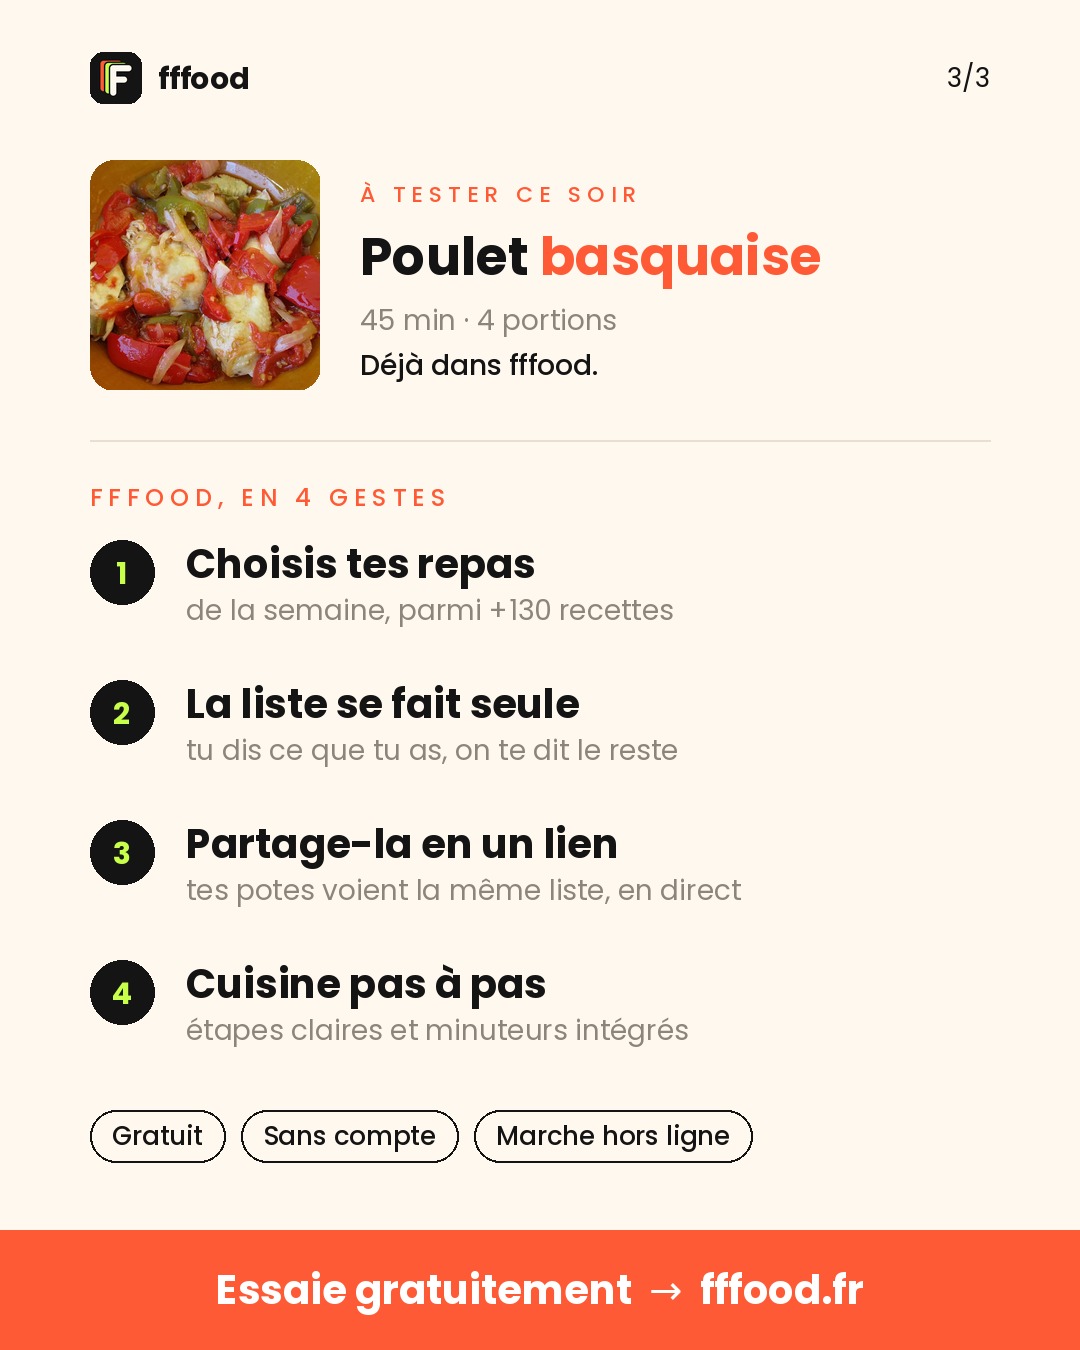 fffood
3/3
À TESTER CE SOIR
Poulet basquaise
45 min · 4 portions
Déjà dans fffood.
FFFOOD, EN 4 GESTES
1
Choisis tes repas
de la semaine, parmi +130 recettes
2
La liste se fait seule
tu dis ce que tu as, on te dit le reste
3
Partage-la en un lien
tes potes voient la même liste, en direct
4
Cuisine pas à pas
étapes claires et minuteurs intégrés
Gratuit
Sans compte
Marche hors ligne
Essaie gratuitement → fffood.fr